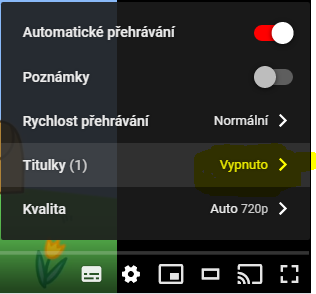 Automatické přehrávání
Poznámky
Rychlost přehrávání Normální
Titulky (1) Vypnuto
Kvalita Auto 720p